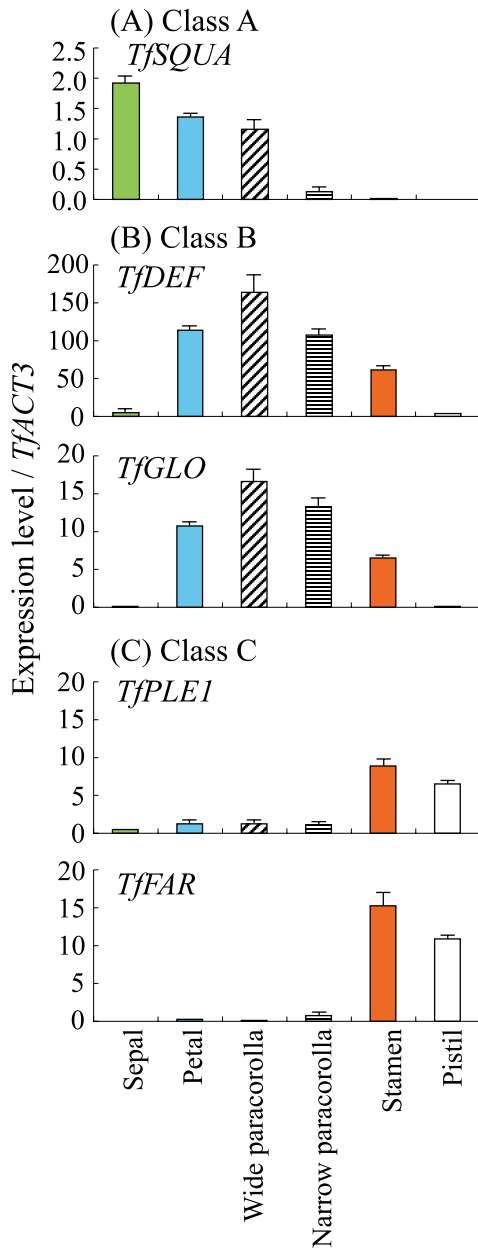 (A) Class A
TfSQUA
2.5
2.0
1.5
1.0
0.5
0.0
(B) Class B
TfDEF
200
150
100
50
0
TfGLO
20
15
10
5
0
(C) Class C
TfPLE1
20
15
10
5
0
TfFAR
20
15
10
5
0
Expression level / TfACT3
Sepal
Petal
Wide paracorolla
Narrow paracorolla
Stamen
Pistil